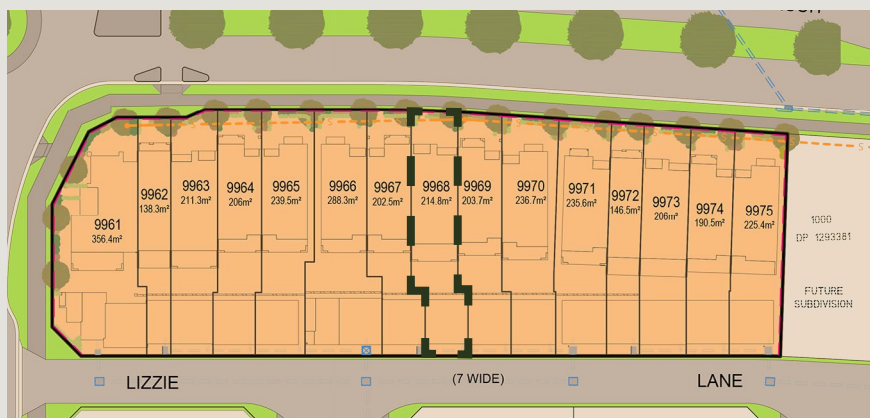 9961
356.4m²
9962
138.3m²
9963
211.3m²
9964
206m²
9965
239.5m²
9966
288.3m²
9967
202.5m²
9968
214.8m²
9969
203.7m²
9970
236.7m²
9971
235.6m²
9972
146.5m²
9973
206m²
9974
190.5m²
9975
225.4m²
1000
DP 1293381
FUTURE
SUBDIVISION
S
LIZZIE
(7 WIDE)
LANE